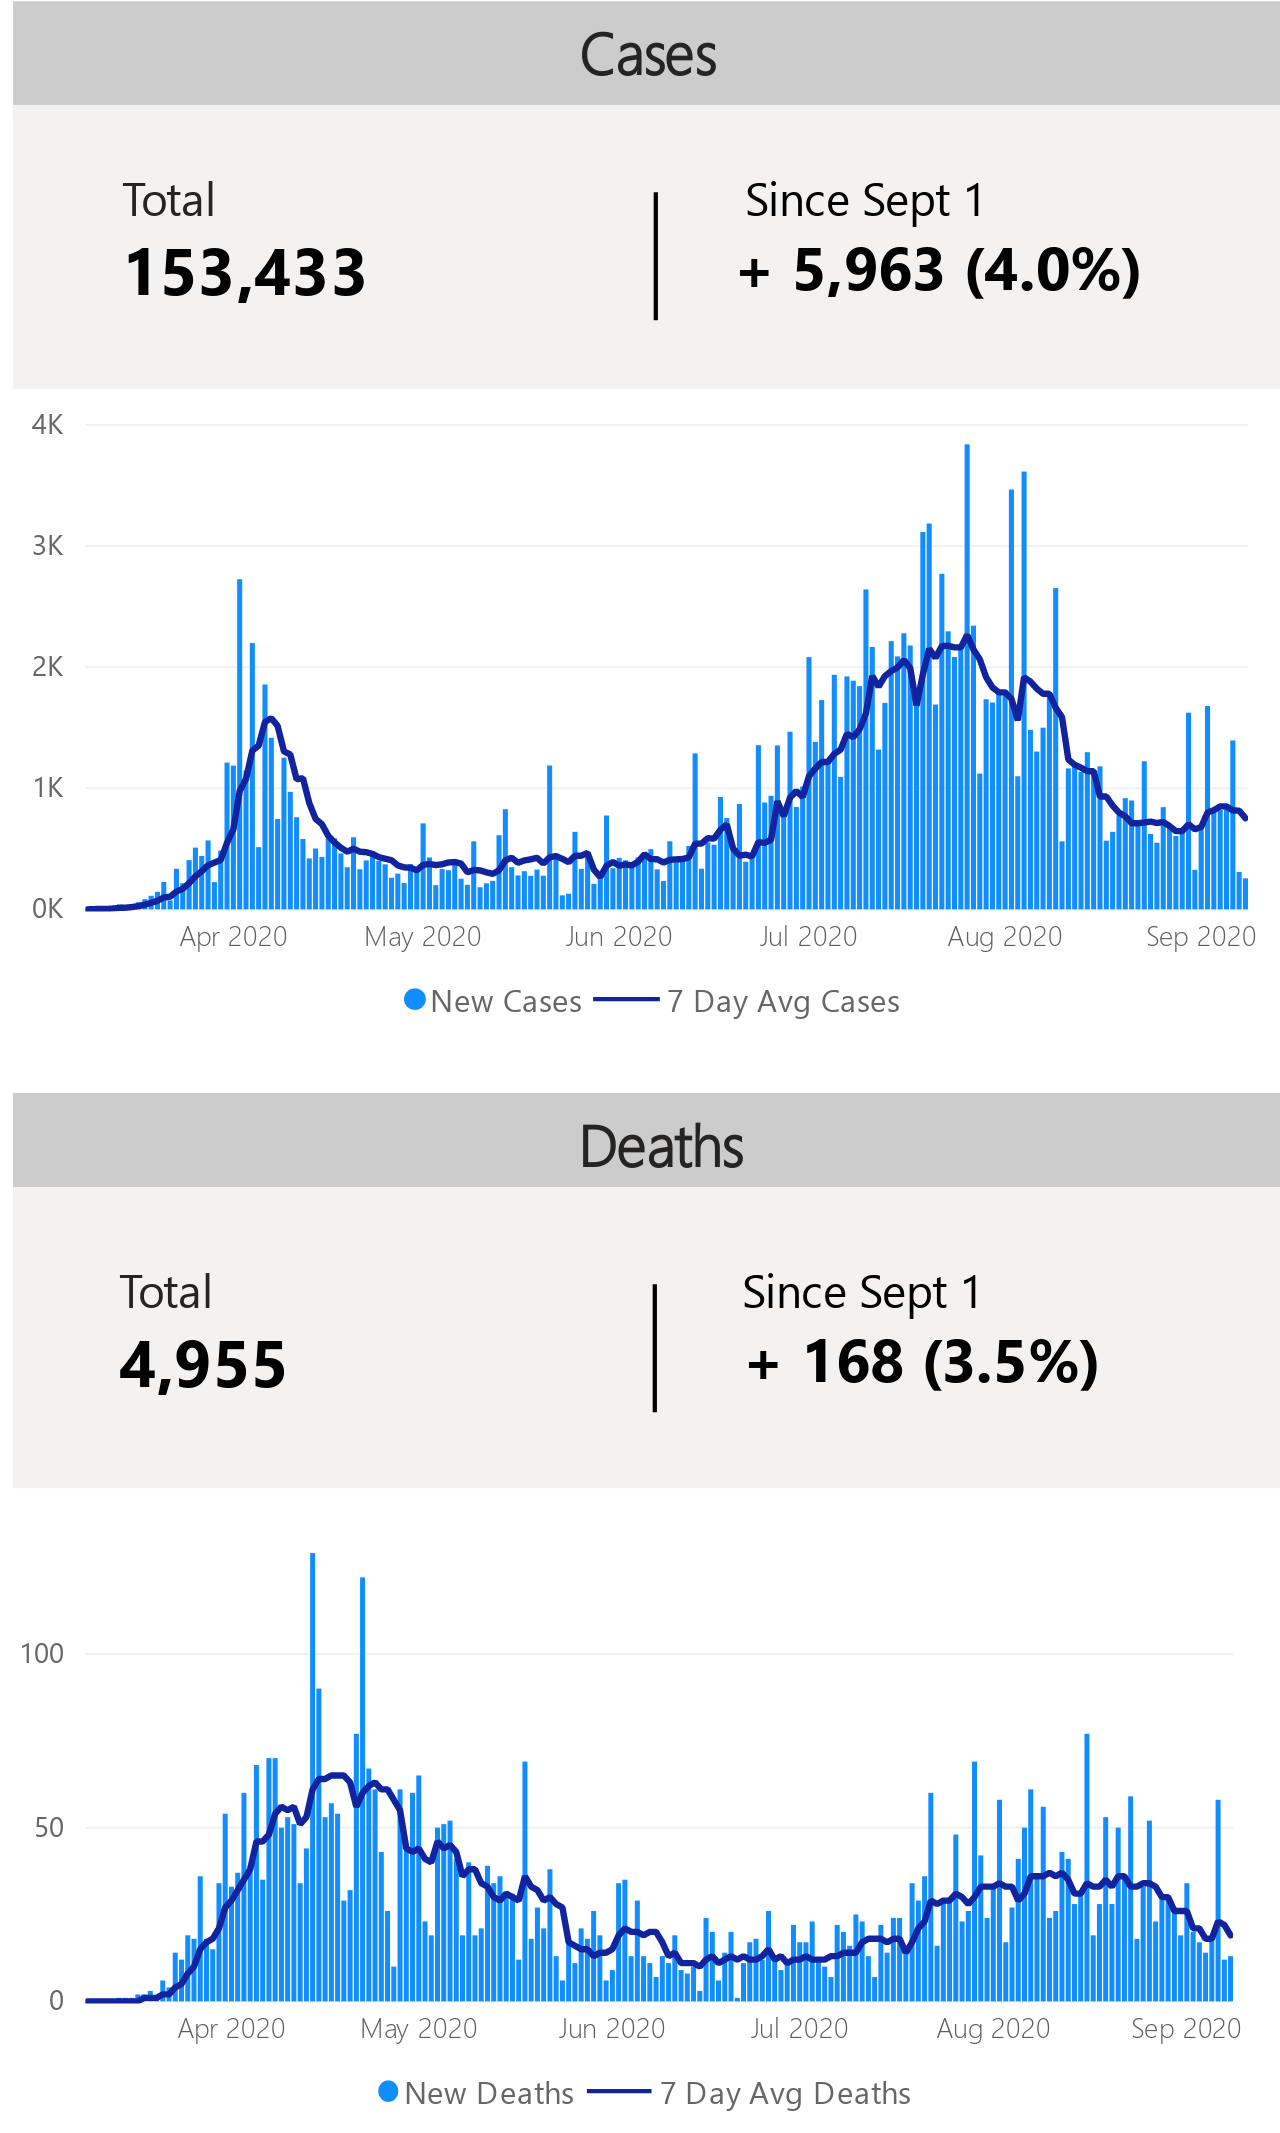 Cases
Total
Since Sept 1
153,433
+ 5,963 (4.0%)
4K
3K
2K
1K
0K
Apr 2020 May 2020 Jun 2020 Jul 2020 Aug 2020 Sep 2020
New Cases 7 Day Avg Cases
Deaths
Total
Since Sept 1
4,955
+ 168 (3.5%)
100
50
0
Apr 2020 May 2020 Jun 2020 Jul 2020 Aug 2020 Sep 2020
New Deaths 7 Day Avg Deaths